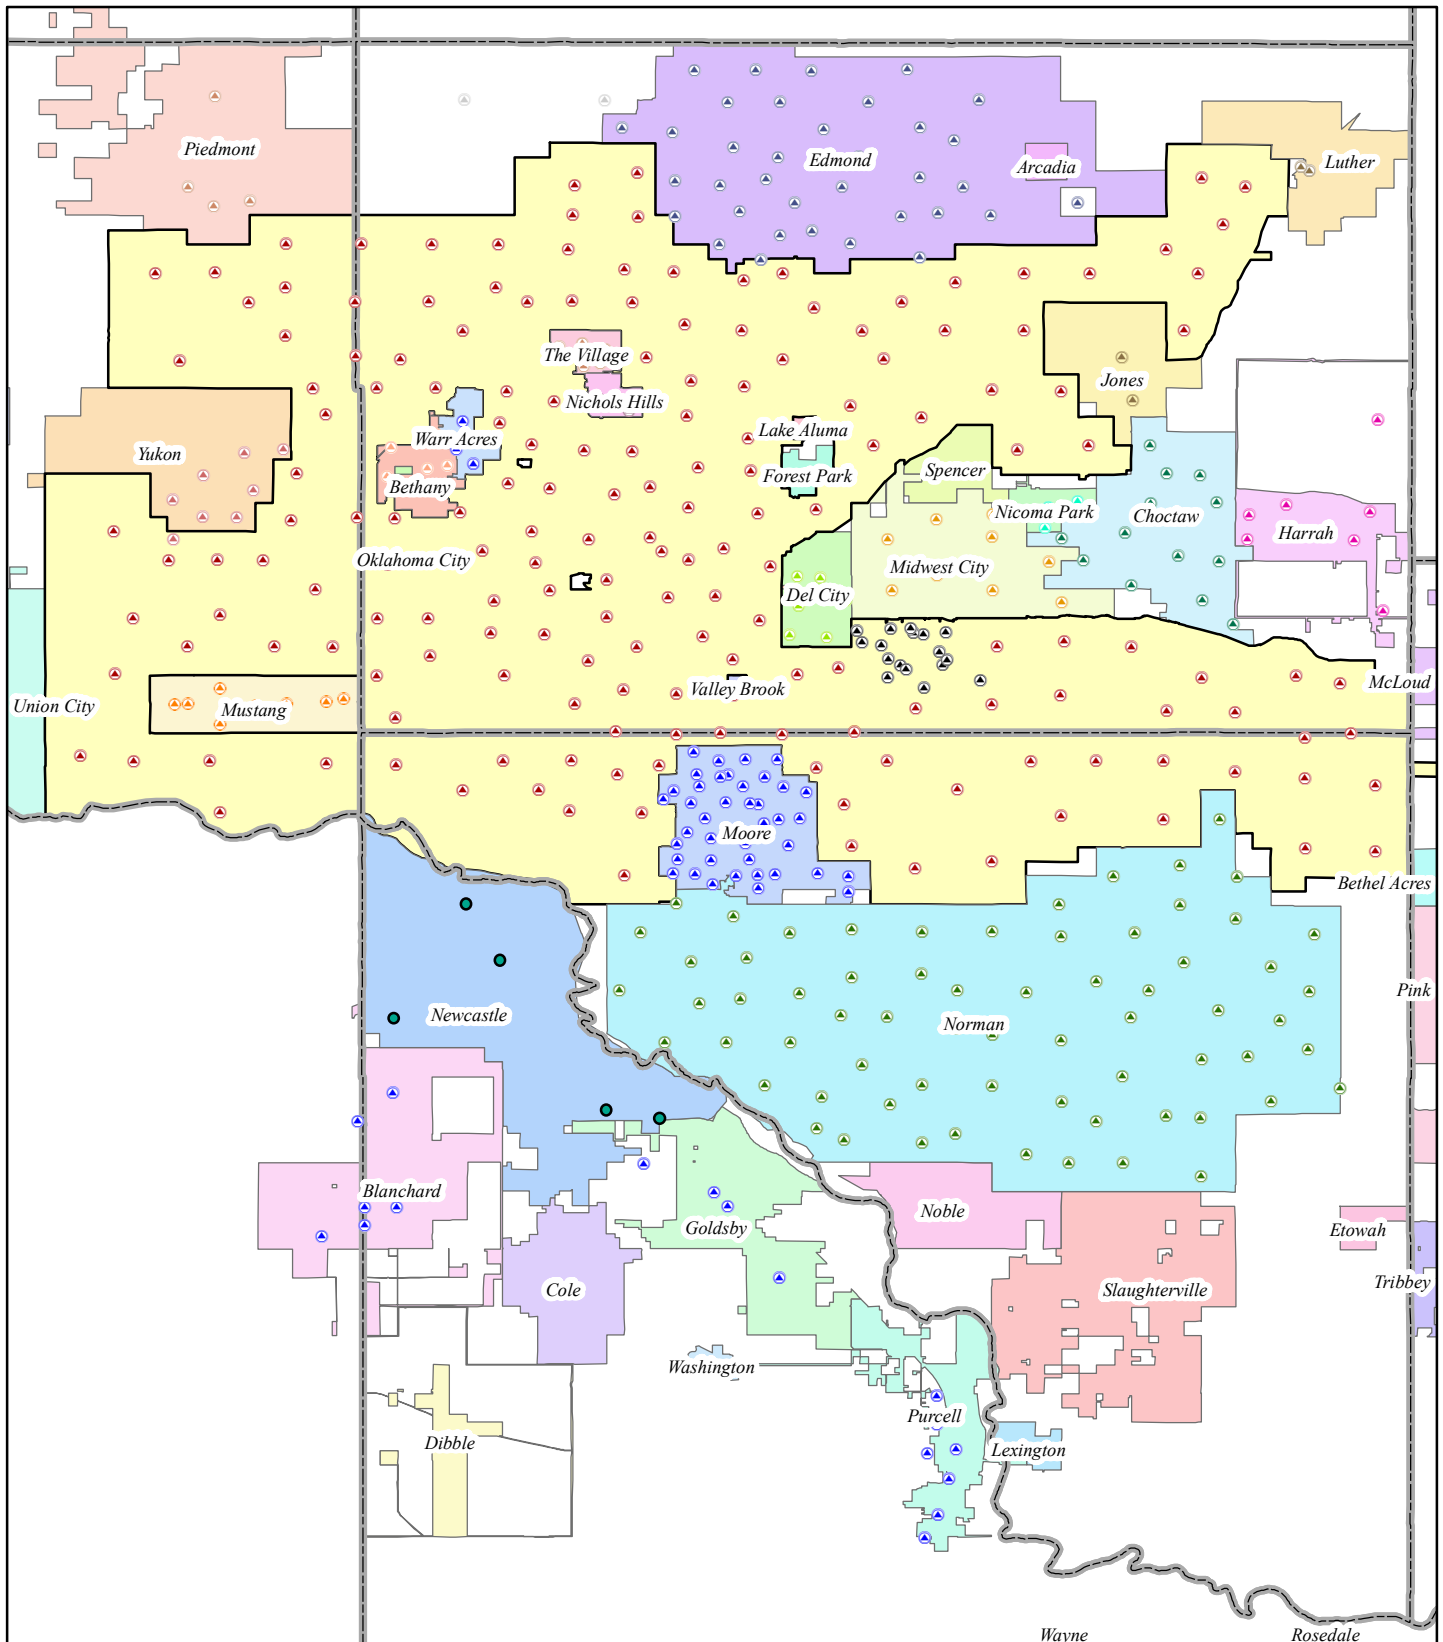 Piedmont
Edmond
Arcadia
Luther
The Village
Nichols Hills
Jones
Warr Acres
Lake Aluma
Yukon
Bethany
Forest Park
Spencer
Nicoma Park
Choctaw
Harrah
Oklahoma City
Midwest City
Del City
Union City
Mustang
Valley Brook
McLoud
Moore
Bethel Acres
Newcastle
Norman
Pink
Blanchard
Goldsby
Noble
Etowah
Cole
Slaughterville
Tribbey
Washington
Dibble
Purcell
Lexington
Wayne
Rosedale